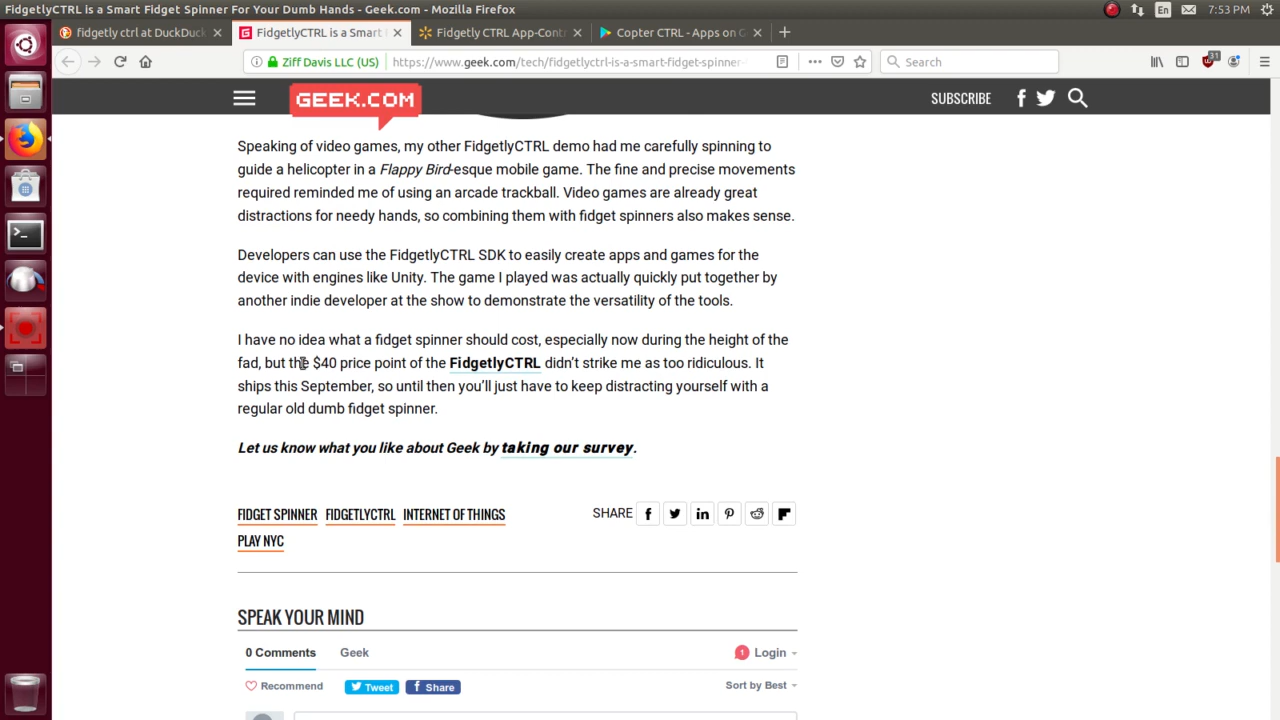 FidgetlyCTRL is a Smart Fidget Spinner For Your Dumb Hands - Geek.com - Mozilla Firefox
En
7:53 PM
fidgetly ctrl at DuckDuck
FidgetlyCTRL is a Smart
Fidgetly CTRL App-Contr
Copter CTRL - Apps on G
Ziff Davis LLC (US)
https://www.geek.com/tech/fidgetlyctrl-is-a-smart-fidget-spinner-
Search
GEEK.COM
SUBSCRIBE
Speaking of video games, my other FidgetlyCTRL demo had me carefully spinning to
guide a helicopter in a Flappy Bird-esque mobile game. The fine and precise movements
required reminded me of using an arcade trackball. Video games are already great
distractions for needy hands, so combining them with fidget spinners also makes sense.
Developers can use the FidgetlyCTRL SDK to easily create apps and games for the
device with engines like Unity. The game I played was actually quickly put together by
another indie developer at the show to demonstrate the versatility of the tools.
I have no idea what a fidget spinner should cost, especially now during the height of the
fad, but the $40 price point of the FidgetlyCTRL didn't strike me as too ridiculous. It
ships this September, so until then you'll just have to keep distracting yourself with a
regular old dumb fidget spinner.
Let us know what you like about Geek by taking our survey.
FIDGET SPINNER FIDGETLYCTRL INTERNET OF THINGS
PLAY NYC
SHARE
SPEAK YOUR MIND
0 Comments Geek
1 Login
Recommend
Tweet
Share
Sort by Best